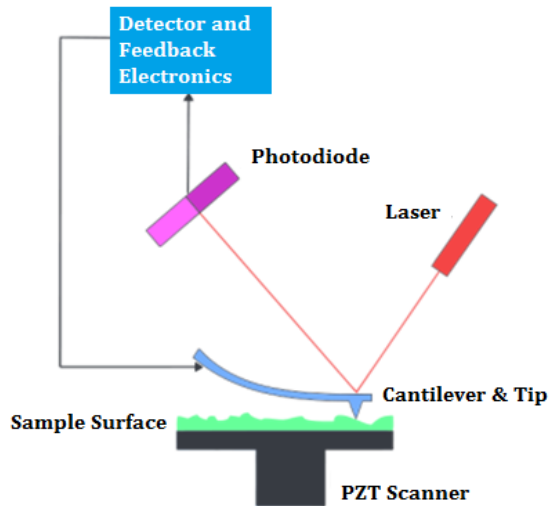 Detector and
Feedback
Electronics
Photodiode
Laser
Cantilever & Tip
Sample Surface
PZT Scanner